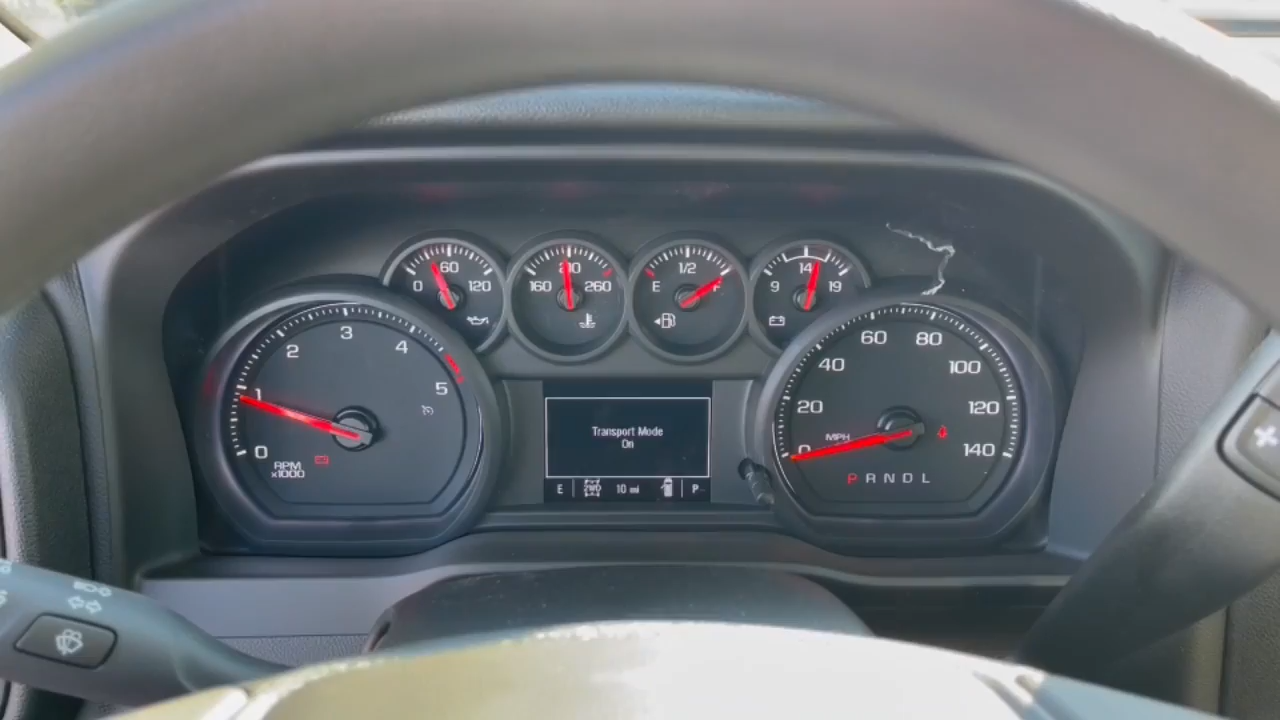 0 60 120
160 210 260
E 1/2 F
9 14 19
0 1 2 3 4 5
RPM
x1000
Transport Mode
On
E 2WD 10 mi P
0 20 40 60 80 100 120 140
MPH
P R N D L